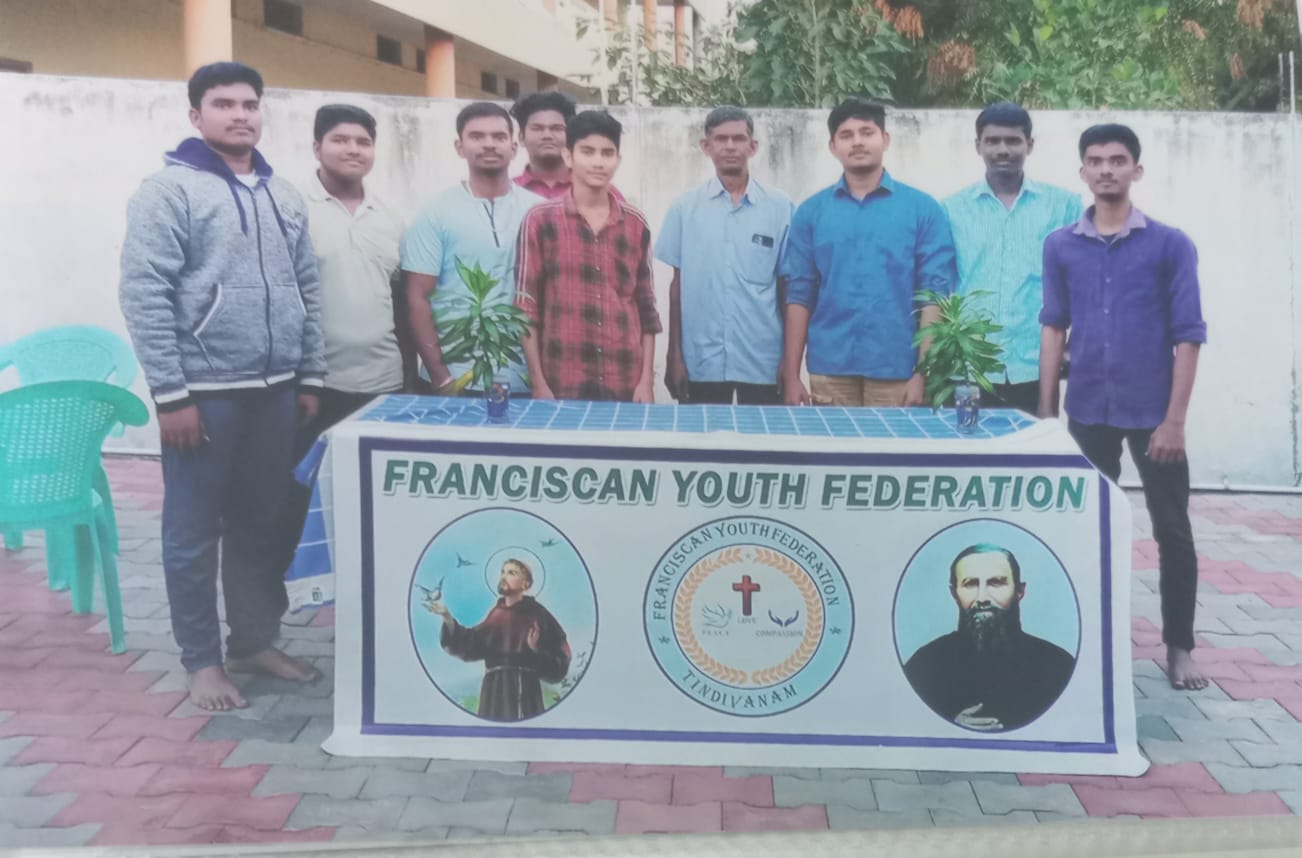 FRANCISCAN YOUTH FEDERATION
FRANCISCAN YOUTH FEDERATION
PEACE
LOVE
COMPASSION
TINDIVANAM